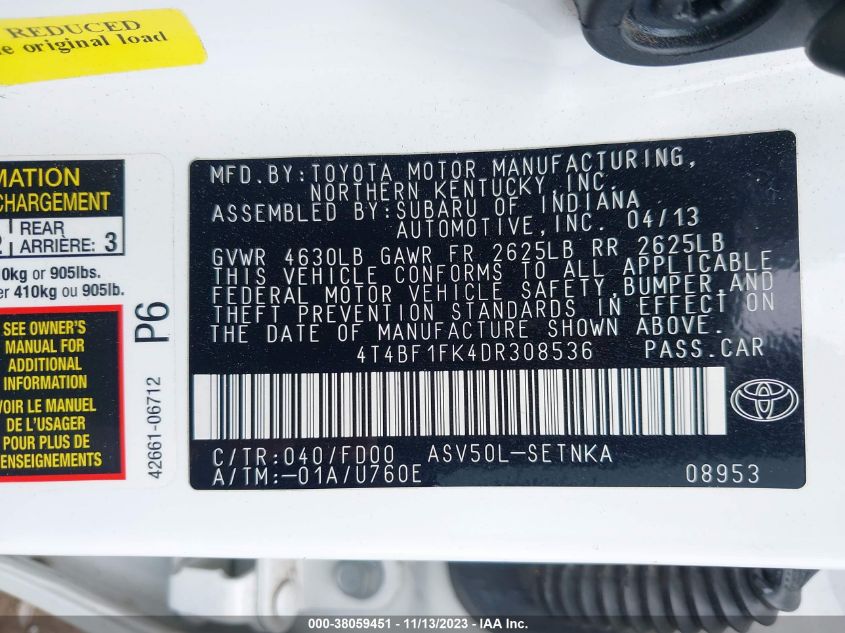 REDUCED
e original load
MATION
CHARGEMENT
2 REAR
ARRIÈRE: 3
0kg or 905lbs.
er 410kg ou 905lb.
SEE OWNER'S
MANUAL FOR
ADDITIONAL
INFORMATION
VOIR LE MANUEL
DE L'USAGER
POUR PLUS DE
RENSEIGNEMENTS
P6
42661-06712
MFD.BY:TOYOTA MOTOR MANUFACTURING,
NORTHERN KENTUCKY, INC.
ASSEMBLED BY:SUBARU OF INDIANA
AUTOMOTIVE,INC. 04/13
GVWR 4630LB GAWR FR 2625LB RR 2625LB
THIS VEHICLE CONFORMS TO ALL APPLICABLE
FEDERAL MOTOR VEHICLE SAFETY,BUMPER,AND
THEFT PREVENTION STANDARDS IN EFFECT ON
THE DATE OF MANUFACTURE SHOWN ABOVE.
4T4BF1FK4DR308536 PASS.CAR
C/TR:040/FD00 ASV50L-SETNKA
A/TM:-01A/U760E 08953
000-38059451 - 11/13/2023 - IAA Inc.